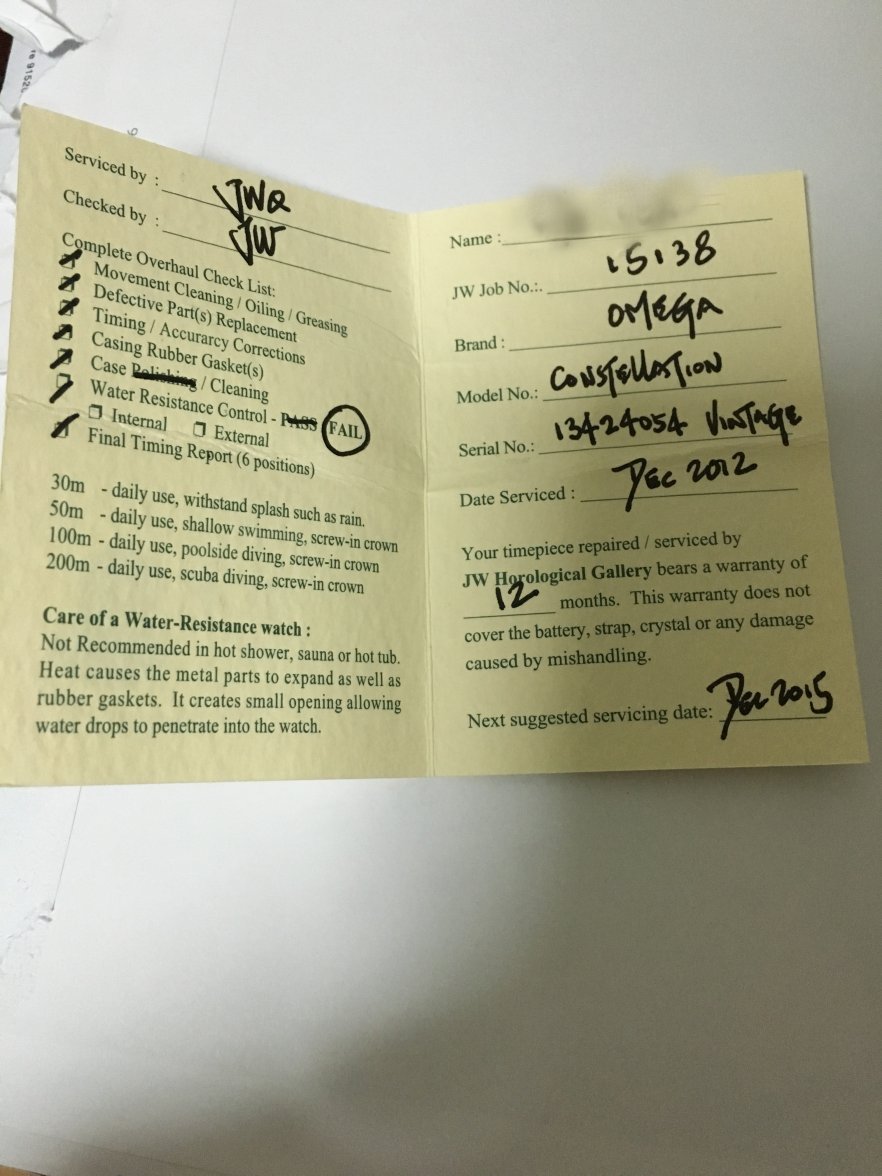 re 9152
Serviced by : JWQ
Checked by : JW
Complete Overhaul Check List:
Movement Cleaning / Oiling / Greasing
Defective Part(s) Replacement
Timing / Accurarcy Corrections
Casing Rubber Gasket(s)
Case Polishing / Cleaning
Water Resistance Control - PASS FAIL
Internal External
Final Timing Report (6 positions)
30m - daily use, withstand splash such as rain.
50m - daily use, shallow swimming, screw-in crown
100m - daily use, poolside diving, screw-in crown
200m - daily use, scuba diving, screw-in crown
Care of a Water-Resistance watch :
Not Recommended in hot shower, sauna or hot tub.
Heat causes the metal parts to expand as well as
rubber gaskets. It creates small opening allowing
water drops to penetrate into the watch.
Name :
JW Job No.:. 15138
Brand : OMEGA
Model No.: CONSTELLASTION
Serial No.: 13424054 VINTAGE
Date Serviced : DEC 2012
Your timepiece repaired / serviced by
JW Horological Gallery bears a warranty of
12 months. This warranty does not
cover the battery, strap, crystal or any damage
caused by mishandling.
Next suggested servicing date: DEC 2015